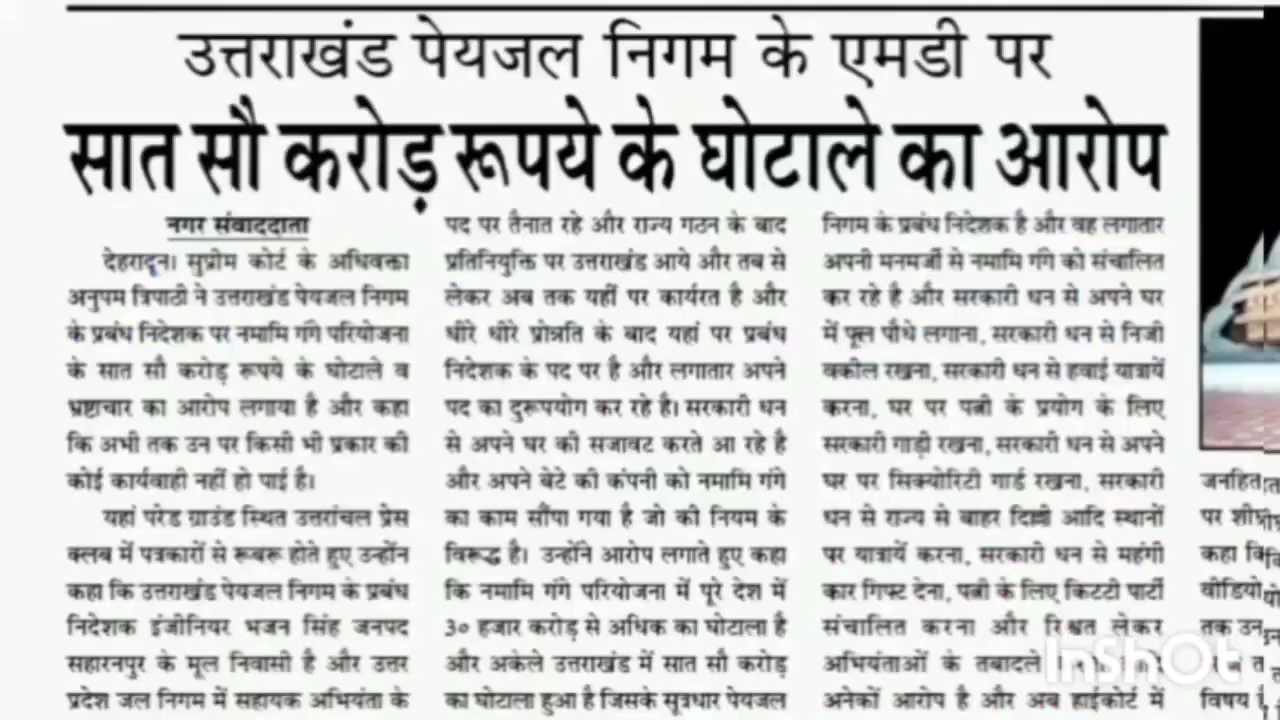 उत्तराखंड पेयजल निगम के एमडी पर
सात सौ करोड़ रूपये के घोटाले का आरोप
नगर संवाददाता
देहरादून। सुप्रीम कोर्ट के अधिवक्ता
अनुपम त्रिपाठी ने उत्तराखंड पेयजल निगम
के प्रबंध निदेशक पर नमामि गंगे परियोजना
के सात सौ करोड़ रूपये के घोटाले व
भ्रष्टाचार का आरोप लगाया है और कहा
कि अभी तक उन पर किसी भी प्रकार की
कोई कार्यवाही नहीं हो पाई है।
यहां परेड ग्राउंड स्थित उत्तरांचल प्रेस
क्लब में पत्रकारों से रूबरू होते हुए उन्होंन
कहा कि उत्तराखंड पेयजल निगम के प्रबंध
निदेशक इंजीनियर भजन सिंह जनपद
सहारनपुर के मूल निवासी है और उत्तर
प्रदेश जल निगम में सहायक अभियंता के
पद पर तैनात रहे और राज्य गठन के बाद
प्रतिनियुक्ति पर उत्तराखंड आये और तब से
लेकर अब तक यहीं पर कार्यरत है और
धीरे धीरे प्रोन्नति के बाद यहां पर प्रबंध
निदेशक के पद पर है और लगातार अपने
पद का दुरूपयोग कर रहे है। सरकारी धन
से अपने घर की सजावट करते आ रहे है
और अपने बेटे की कंपनी को नमामि गंगे
का काम सौंपा गया है जो की नियम के
विरूद्ध है। उन्होंने आरोप लगाते हुए कहा
कि नमामि गंगे परियोजना में पूरे देश में
३० हजार करोड़ से अधिक का घोटाला है
और अकेले उत्तराखंड में सात सौ करोड़
का घोटाला हुआ है जिसके सूत्रधार पेयजल
निगम के प्रबंध निदेशक है और वह लगातार
अपनी मनमर्जी से नमामि गंगे को संचालित
कर रहे है और सरकारी धन से अपने घर
में फूल पौधे लगाना, सरकारी धन से निजी
वकील रखना, सरकारी धन से हवाई यात्रायें
करना, घर पर पत्नी के प्रयोग के लिए
सरकारी गाड़ी रखना, सरकारी धन से अपने
घर पर सिक्योरिटी गार्ड रखना, सरकारी
धन से राज्य से बाहर दिल्ली आदि स्थानों
पर यात्रायें करना, सरकारी धन से महंगी
कार गिफ्ट देना, पत्नी के लिए किटटी पार्टी
संचालित करना और रिश्वत लेकर
अभियंताओं के तबादले
अनेकों आरोप है और अब हाईकोर्ट में
जनहित
पर शीघ्र
कहा कि
वीडियो
तक उन
विषय
InShOt